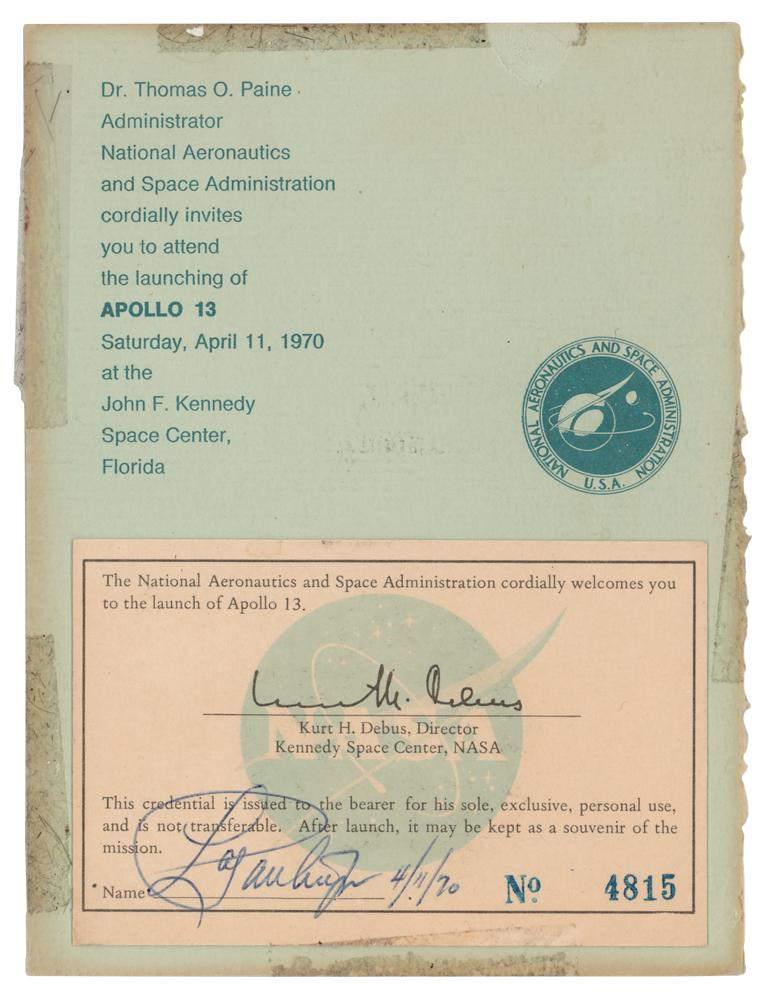 Dr. Thomas O. Paine
Administrator
National Aeronautics
and Space Administration
cordially invites
you to attend
the launching of
APOLLO 13
Saturday, April 11, 1970
at the
John F. Kennedy
Space Center,
Florida
NATIONAL AERONAUTICS AND SPACE ADMINISTRATION
U.S.A.
The National Aeronautics and Space Administration cordially welcomes you
to the launch of Apollo 13.
NASA
Kurt H. Debus
Kurt H. Debus, Director
Kennedy Space Center, NASA
This credential is issued to the bearer for his sole, exclusive, personal use,
and is not transferable. After launch, it may be kept as a souvenir of the
mission.
Name 4/11/70 Nº 4815